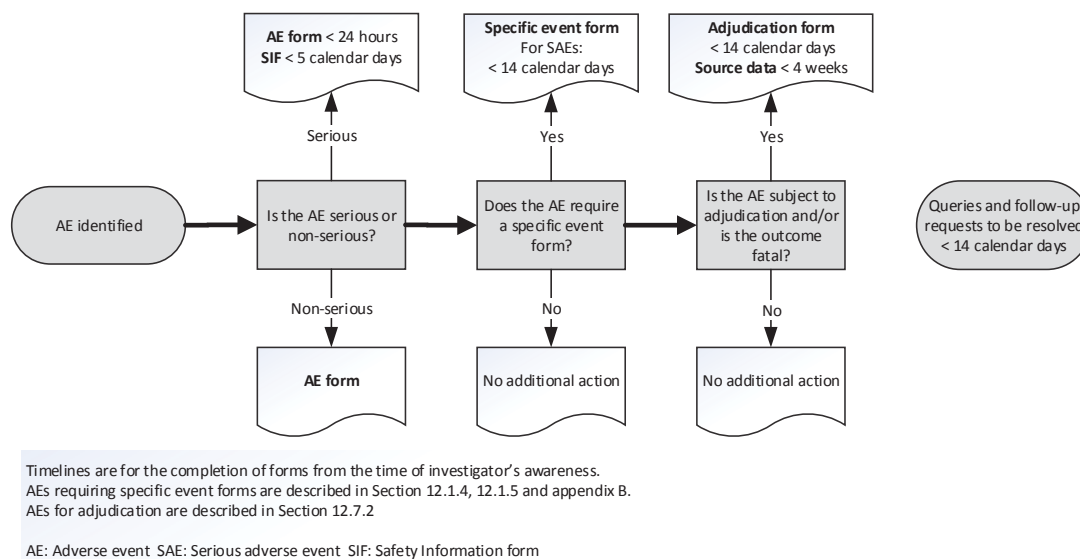 AE form < 24 hours
SIF < 5 calendar days
Specific event form
For SAEs:
< 14 calendar days
Adjudication form
< 14 calendar days
Source data < 4 weeks
Serious
Yes
Yes
AE identified
Is the AE serious or
non-serious?
Does the AE require
a specific event
form?
Is the AE subject to
adjudication and/or
is the outcome
fatal?
Queries and follow-up
requests to be resolved
< 14 calendar days
Non-serious
No
No
AE form
No additional action
No additional action
Timelines are for the completion of forms from the time of investigator's awareness.
AEs requiring specific event forms are described in Section 12.1.4, 12.1.5 and appendix B.
AEs for adjudication are described in Section 12.7.2
AE: Adverse event SAE: Serious adverse event SIF: Safety Information form